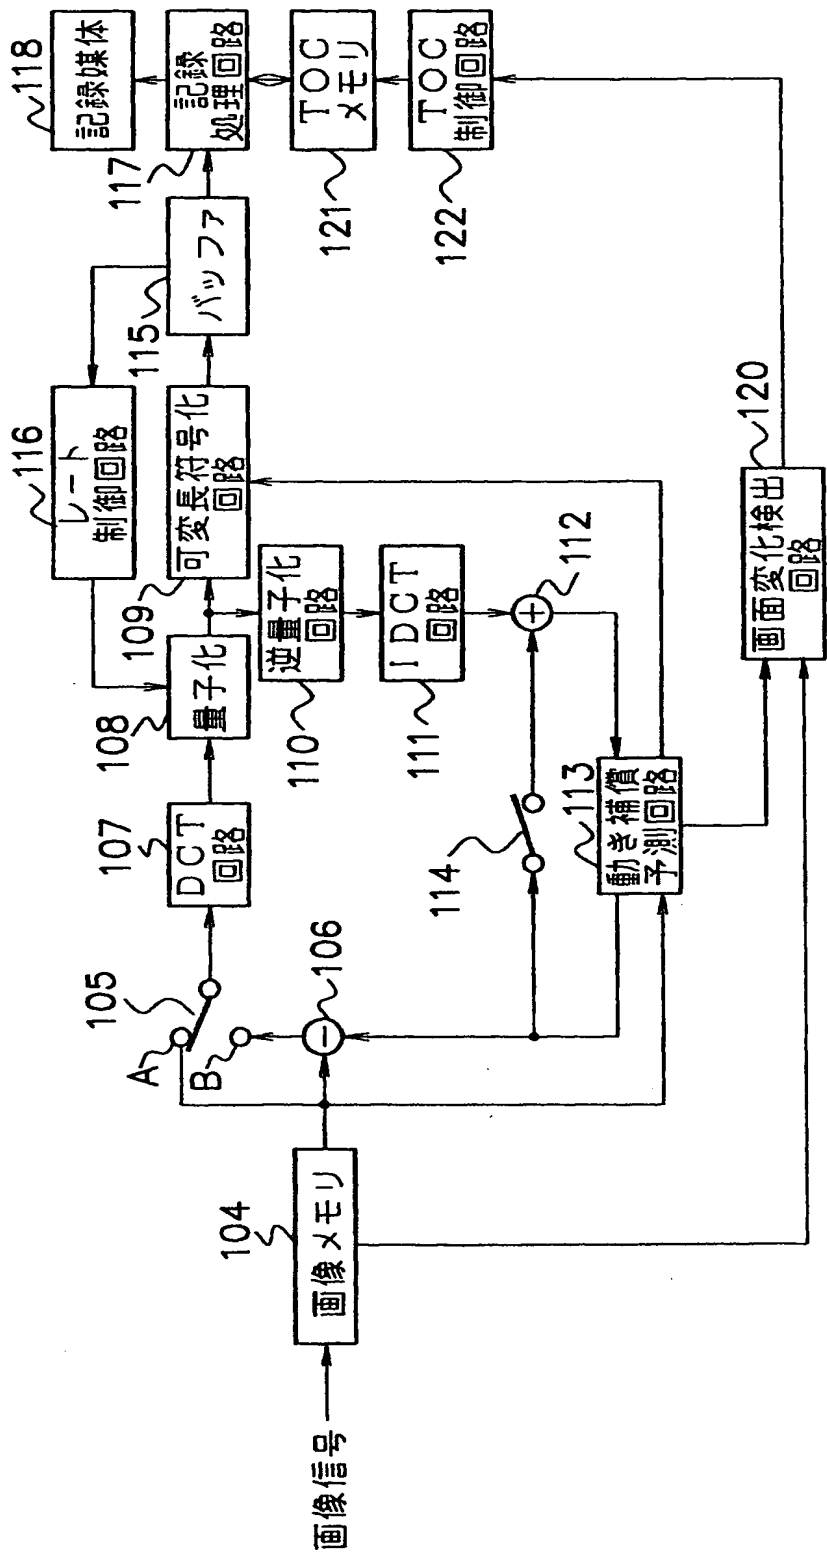 画像信号
104
画像メモリ
A
B
105
106
107
DCT
回路
108
量子化
109
可変長符号化
回路
110
逆量子化
回路
111
IDCT
回路
112
113
動き補償
予測回路
114
115
バッファ
116
レート
制御回路
117
記録
処理回路
118
記録媒体
120
画面変化検出
回路
121
TOC
メモリ
122
TOC
制御回路